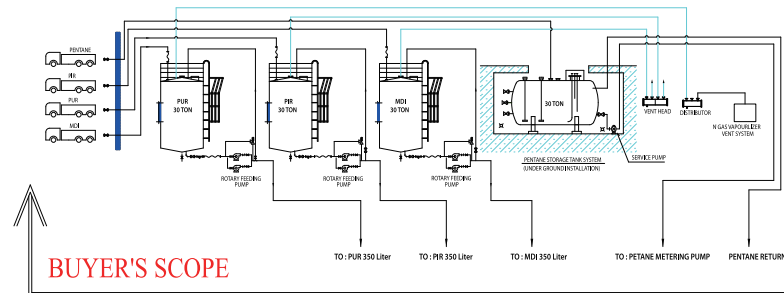 PENTANE
PİR
PUR
MDI
PUR
30 TON
PIR
30 TON
MDI
30 TON
30 TON
VENT HEAD
DISTRIBUTOR
N GAS VAPOURLIZER
VENT SYSTEM
ROTARY FEEDING
PUMP
ROTARY FEEDING
PUMP
ROTARY FEEDING
PUMP
PENTANE STORAGE TANK SYSTEM
(UNDER GROUND INSTALLATION)
SERVICE PUMP
TO : PUR 350 Liter
TO : PIR 350 Liter
TO : MDI 350 Liter
TO : PETANE METERING PUMP
PENTANE RETURN
BUYER'S SCOPE